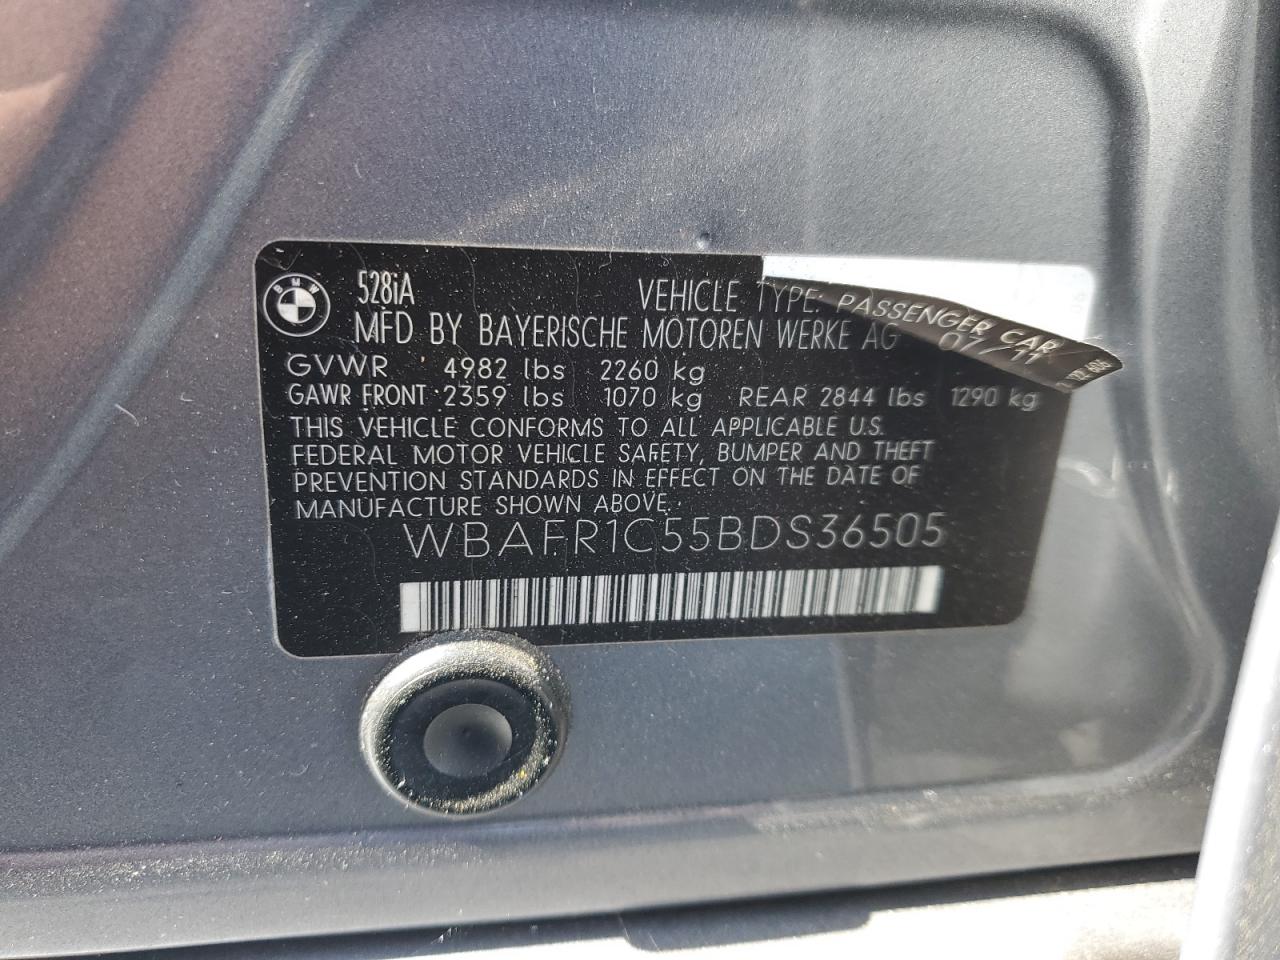 BMW
528iA VEHICLE TYPE: PASSENGER CAR
MFD BY BAYERISCHE MOTOREN WERKE AG 07/11
GVWR 4982 lbs 2260 kg
GAWR FRONT 2359 lbs 1070 kg REAR 2844 lbs 1290 kg
THIS VEHICLE CONFORMS TO ALL APPLICABLE U.S.
FEDERAL MOTOR VEHICLE SAFETY, BUMPER AND THEFT
PREVENTION STANDARDS IN EFFECT ON THE DATE OF
MANUFACTURE SHOWN ABOVE.
WBAFR1C55BDS36505